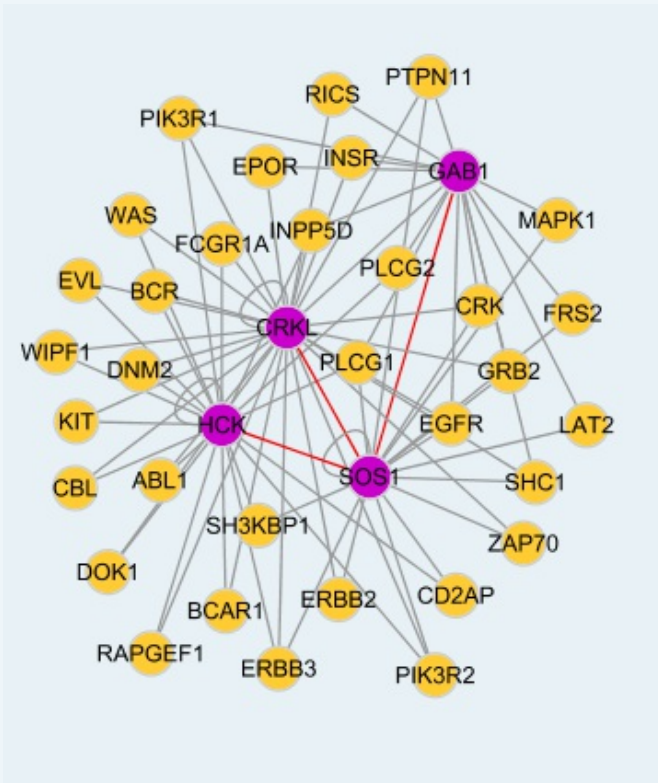 PTPN11
RICS
PIK3R1
INSR
EPOR
GAB1
WAS
MAPK1
INPP5D
FCGR1A
PLCG2
EVL
BCR
CRK
FRS2
CRKL
WIPF1
PLCG1
DNM2
GRB2
KIT
HCK
EGFR
LAT2
SOS1
CBL
ABL1
SHC1
SH3KBP1
ZAP70
DOK1
CD2AP
ERBB2
BCAR1
RAPGEF1
ERBB3
PIK3R2